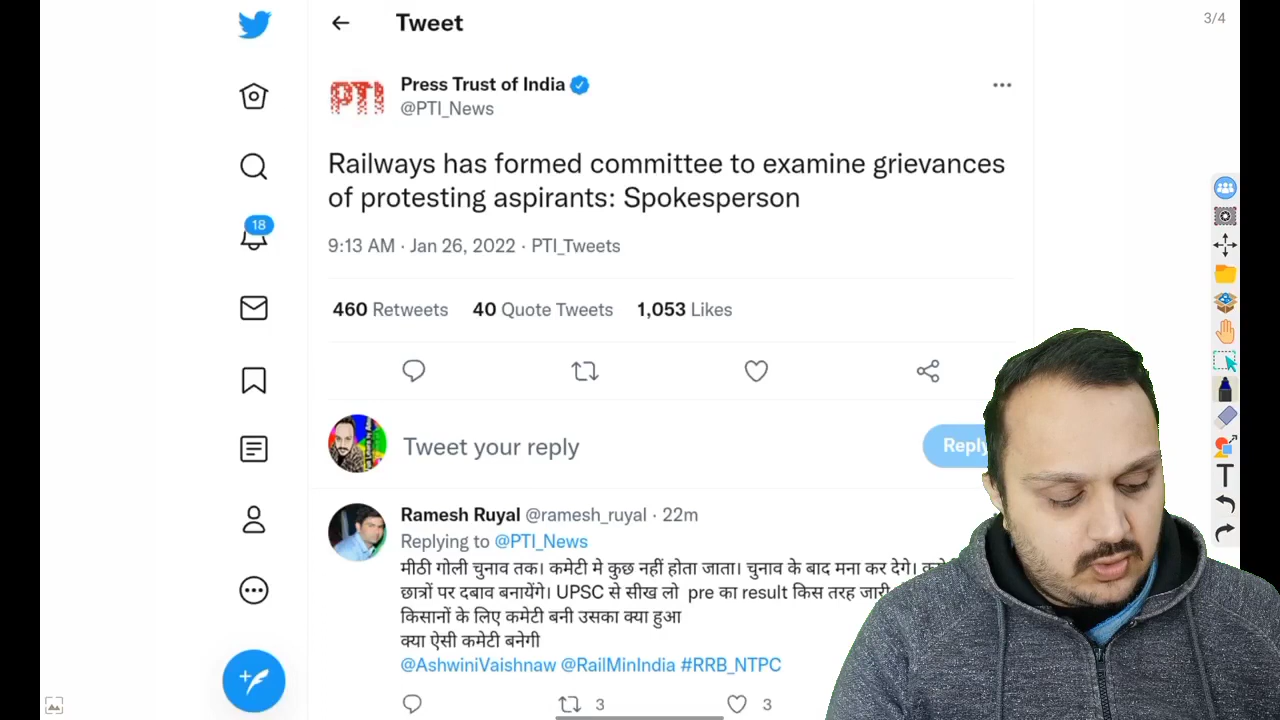 Tweet
3/4
PTI
Press Trust of India
@PTI_News
Railways has formed committee to examine grievances
of protesting aspirants: Spokesperson
9:13 AM · Jan 26, 2022 · PTI_Tweets
18
460 Retweets 40 Quote Tweets 1,053 Likes
Tweet your reply
Reply
Ramesh Ruyal @ramesh_ruyal · 22m
Replying to @PTI_News
मीठी गोली चुनाव तक। कमेटी मे कुछ नहीं होता जाता। चुनाव के बाद मना कर देगे।
छात्रों पर दबाव बनायेंगे। UPSC से सीख लो pre का result किस तरह जारी
किसानों के लिए कमेटी बनी उसका क्या हुआ
क्या ऐसी कमेटी बनेगी
@AshwiniVaishnaw @RailMinIndia #RRB_NTPC
3 3
T